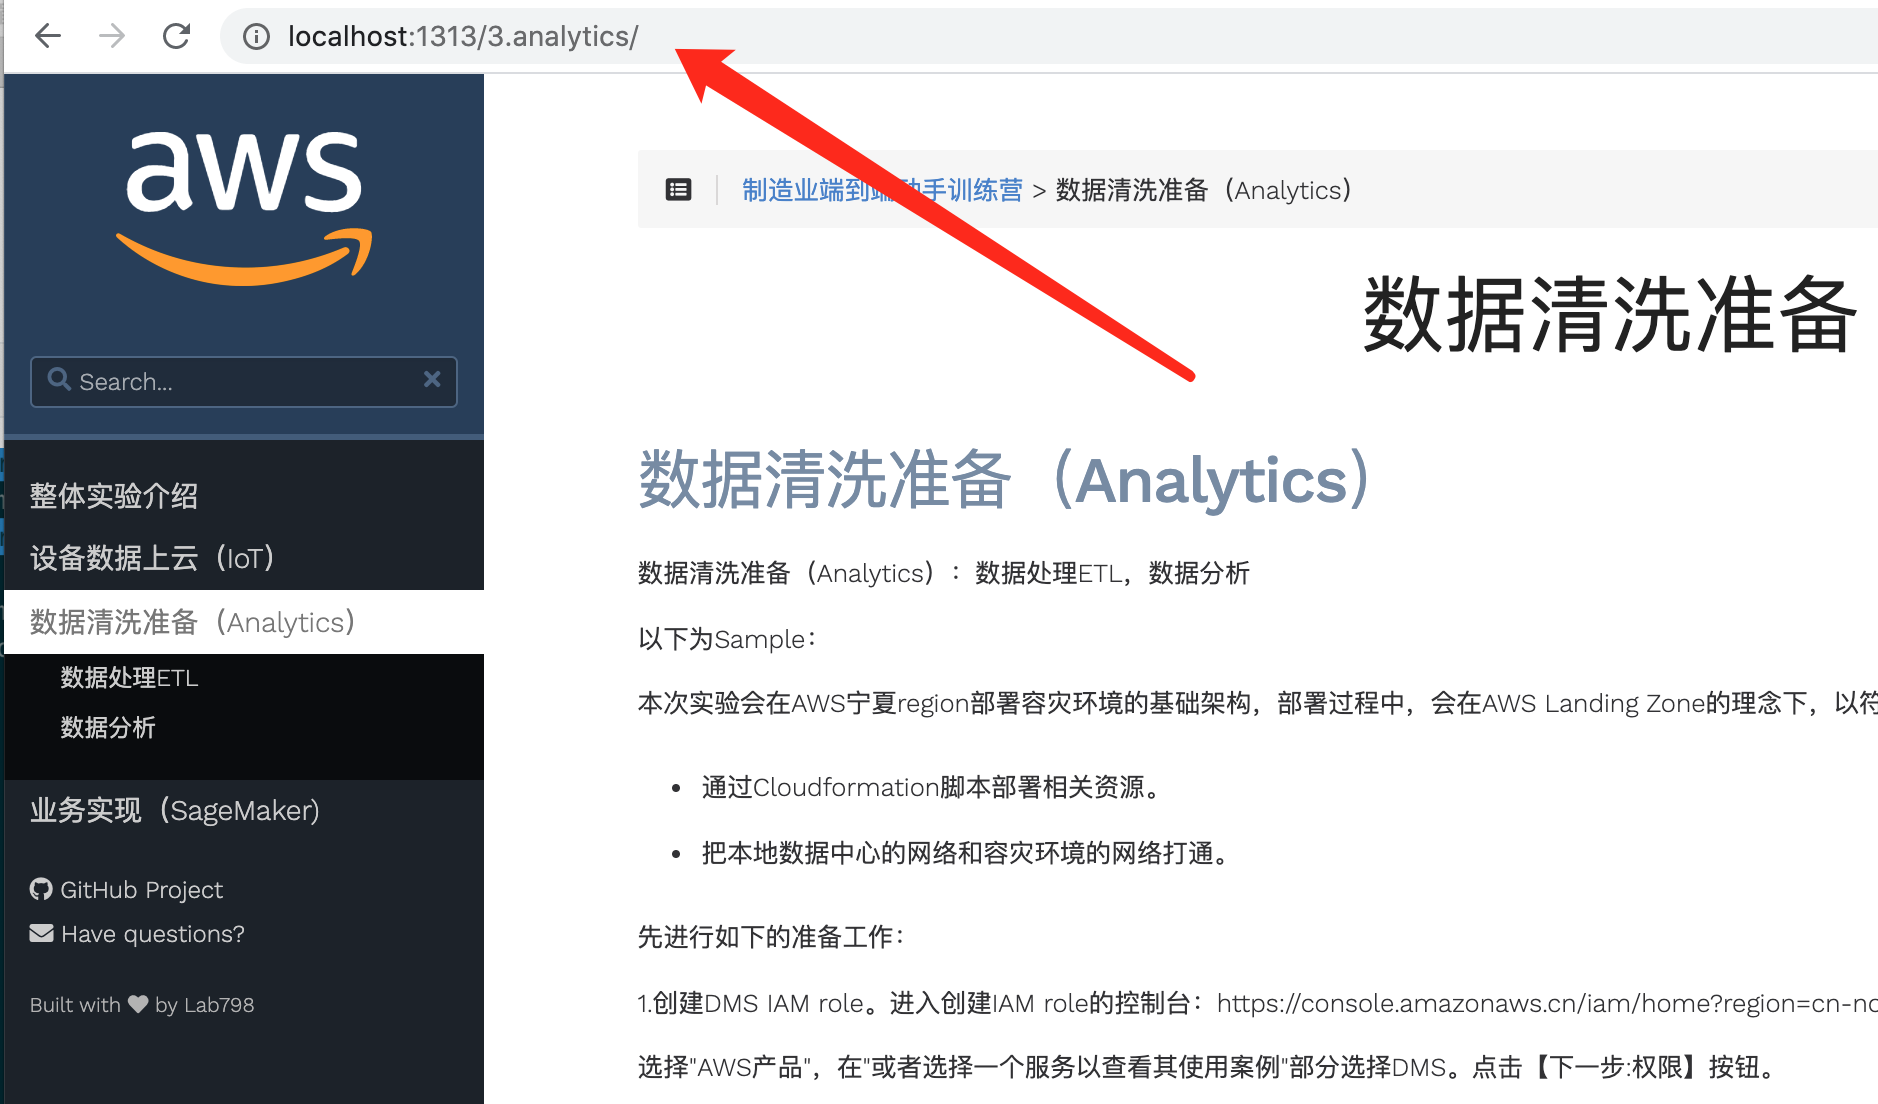 localhost:1313/3.analytics/
aws
Search...
整体实验介绍
设备数据上云（IoT）
数据清洗准备（Analytics）
数据处理ETL
数据分析
业务实现（SageMaker)
GitHub Project
Have questions?
Built with by Lab798
制造业端到端动手训练营 > 数据清洗准备（Analytics）
数据清洗准备
数据清洗准备（Analytics）
数据清洗准备（Analytics）：数据处理ETL，数据分析
以下为Sample：
本次实验会在AWS宁夏region部署容灾环境的基础架构，部署过程中，会在AWS Landing Zone的理念下，以符
通过Cloudformation脚本部署相关资源。
把本地数据中心的网络和容灾环境的网络打通。
先进行如下的准备工作：
1.创建DMS IAM role。进入创建IAM role的控制台：https://console.amazonaws.cn/iam/home?region=cn-no
选择"AWS产品"，在"或者选择一个服务以查看其使用案例"部分选择DMS。点击【下一步:权限】按钮。